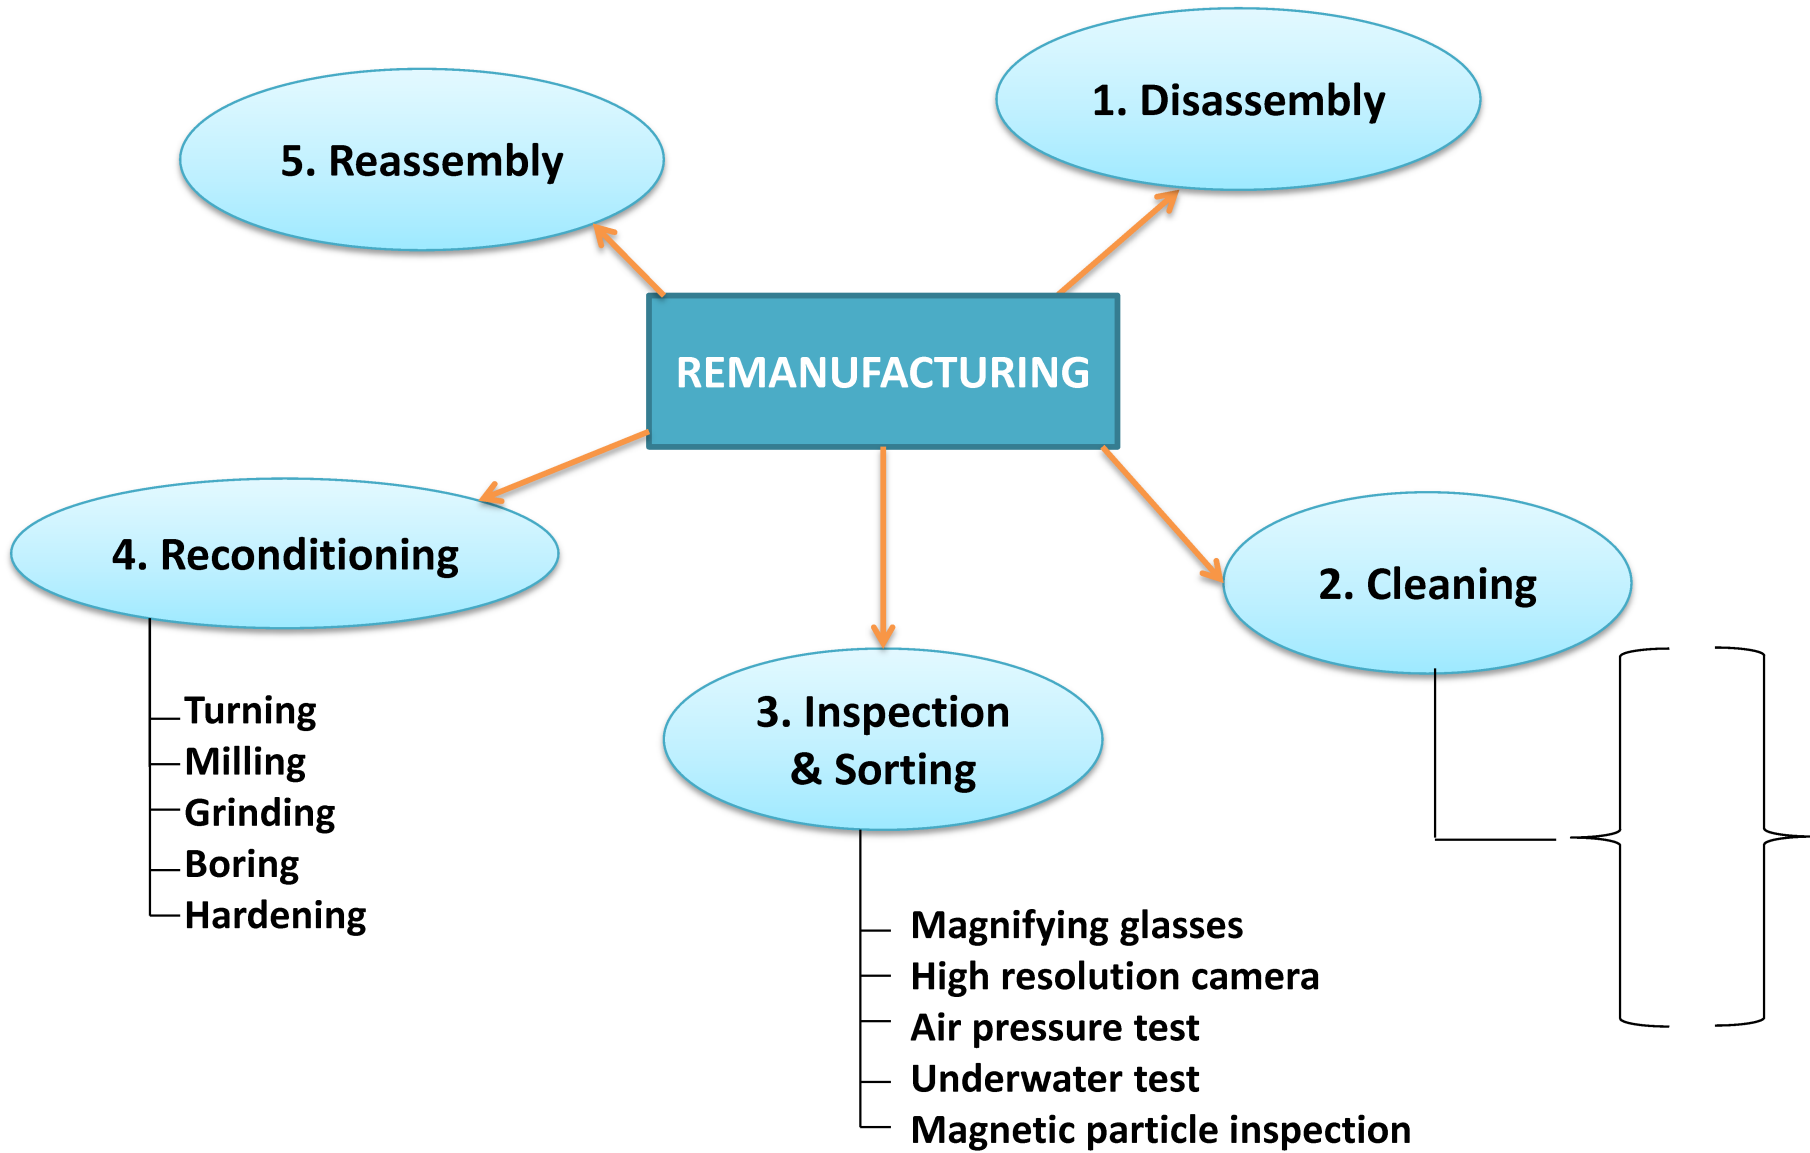 1. Disassembly
5. Reassembly
REMANUFACTURING
4. Reconditioning
2. Cleaning
3. Inspection
& Sorting
Turning
Milling
Grinding
Boring
Hardening
Magnifying glasses
High resolution camera
Air pressure test
Underwater test
Magnetic particle inspection